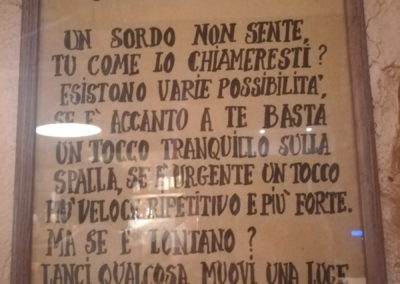 UN SORDO NON SENTE,
TU COME LO CHIAMERESTI?
ESISTONO VARIE POSSIBILITA',
SE E' ACCANTO A TE BASTA
UN TOCCO TRANQUILLO SULLA
SPALLA, SE E' URGENTE UN TOCCO
PIU' VELOCE, RIPETITIVO E PIU' FORTE.
MA SE E' LONTANO?
LANCI QUALCOSA, MUOVI UNA LUCE